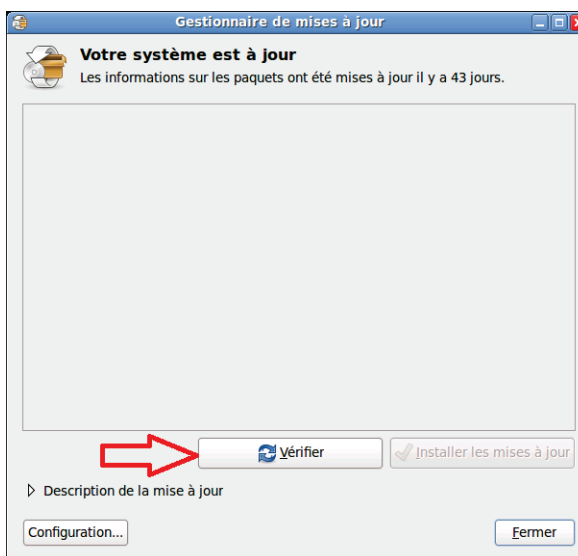 Gestionnaire de mises à jour
Votre système est à jour
Les informations sur les paquets ont été mises à jour il y a 43 jours.
Vérifier
Installer les mises à jour
Description de la mise à jour
Configuration...
Fermer